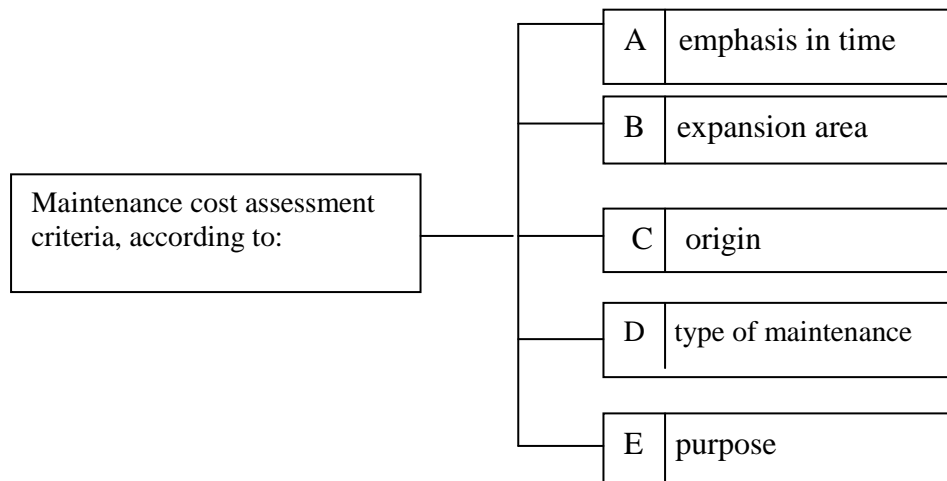 A emphasis in time
B expansion area
Maintenance cost assessment
criteria, according to:
C origin
D type of maintenance
E purpose